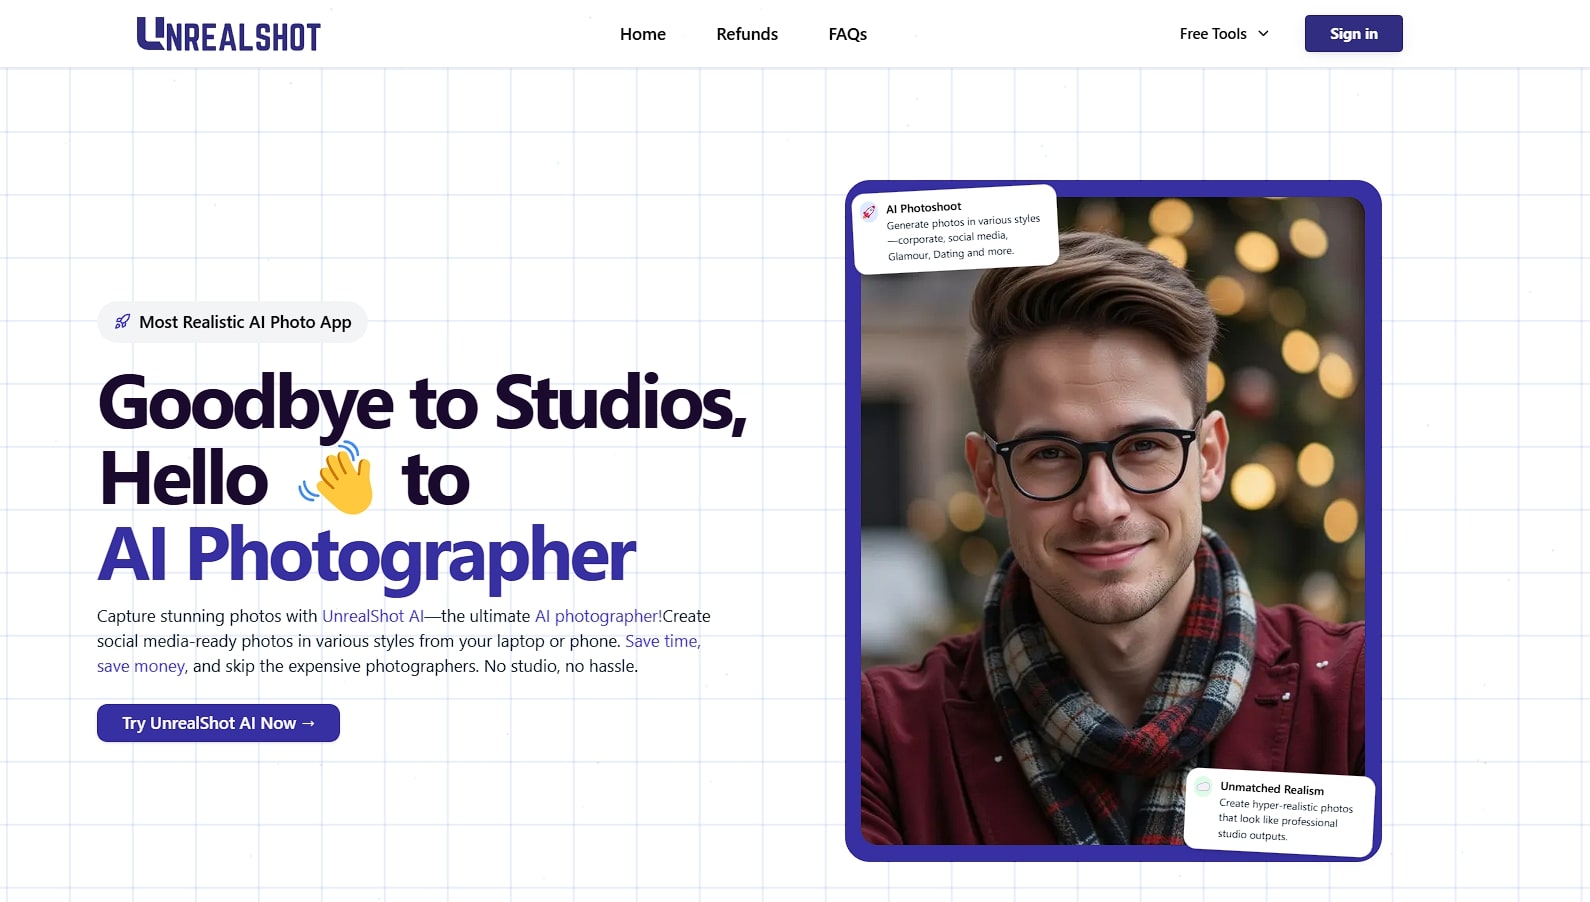 UNREALSHOT
Home
Refunds
FAQs
Free Tools
Sign in
Most Realistic AI Photo App
Goodbye to Studios,
Hello 👋 to
AI Photographer
Capture stunning photos with UnrealShot AI—the ultimate AI photographer!Create
social media-ready photos in various styles from your laptop or phone. Save time,
save money, and skip the expensive photographers. No studio, no hassle.
Try UnrealShot AI Now →
AI Photoshoot
Generate photos in various styles
—corporate, social media,
Glamour, Dating and more.
Unmatched Realism
Create hyper-realistic photos
that look like professional
studio outputs.